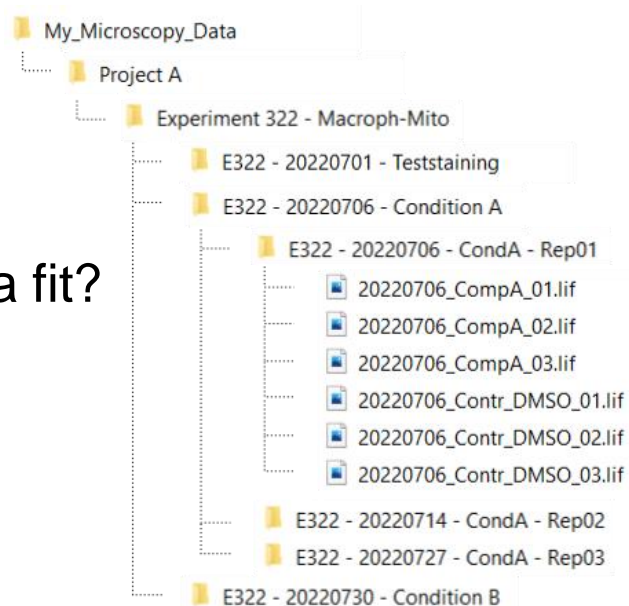 My_Microscopy_Data
Project A
Experiment 322 - Macroph-Mito
E322 - 20220701 - Teststaining
E322 - 20220706 - Condition A
E322 - 20220706 - CondA - Rep01
a fit?
20220706_CompA_01.lif
20220706_CompA_02.lif
20220706_CompA_03.lif
20220706_Contr_DMSO_01.lif
20220706_Contr_DMSO_02.lif
20220706_Contr_DMSO_03.lif
E322 - 20220714 - CondA - Rep02
E322 - 20220727 - CondA - Rep03
E322 - 20220730 - Condition B